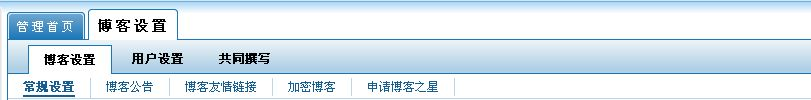 管理首页 博客设置
博客设置 用户设置 共同撰写
常规设置 博客公告 博客友情链接 加密博客 申请博客之星